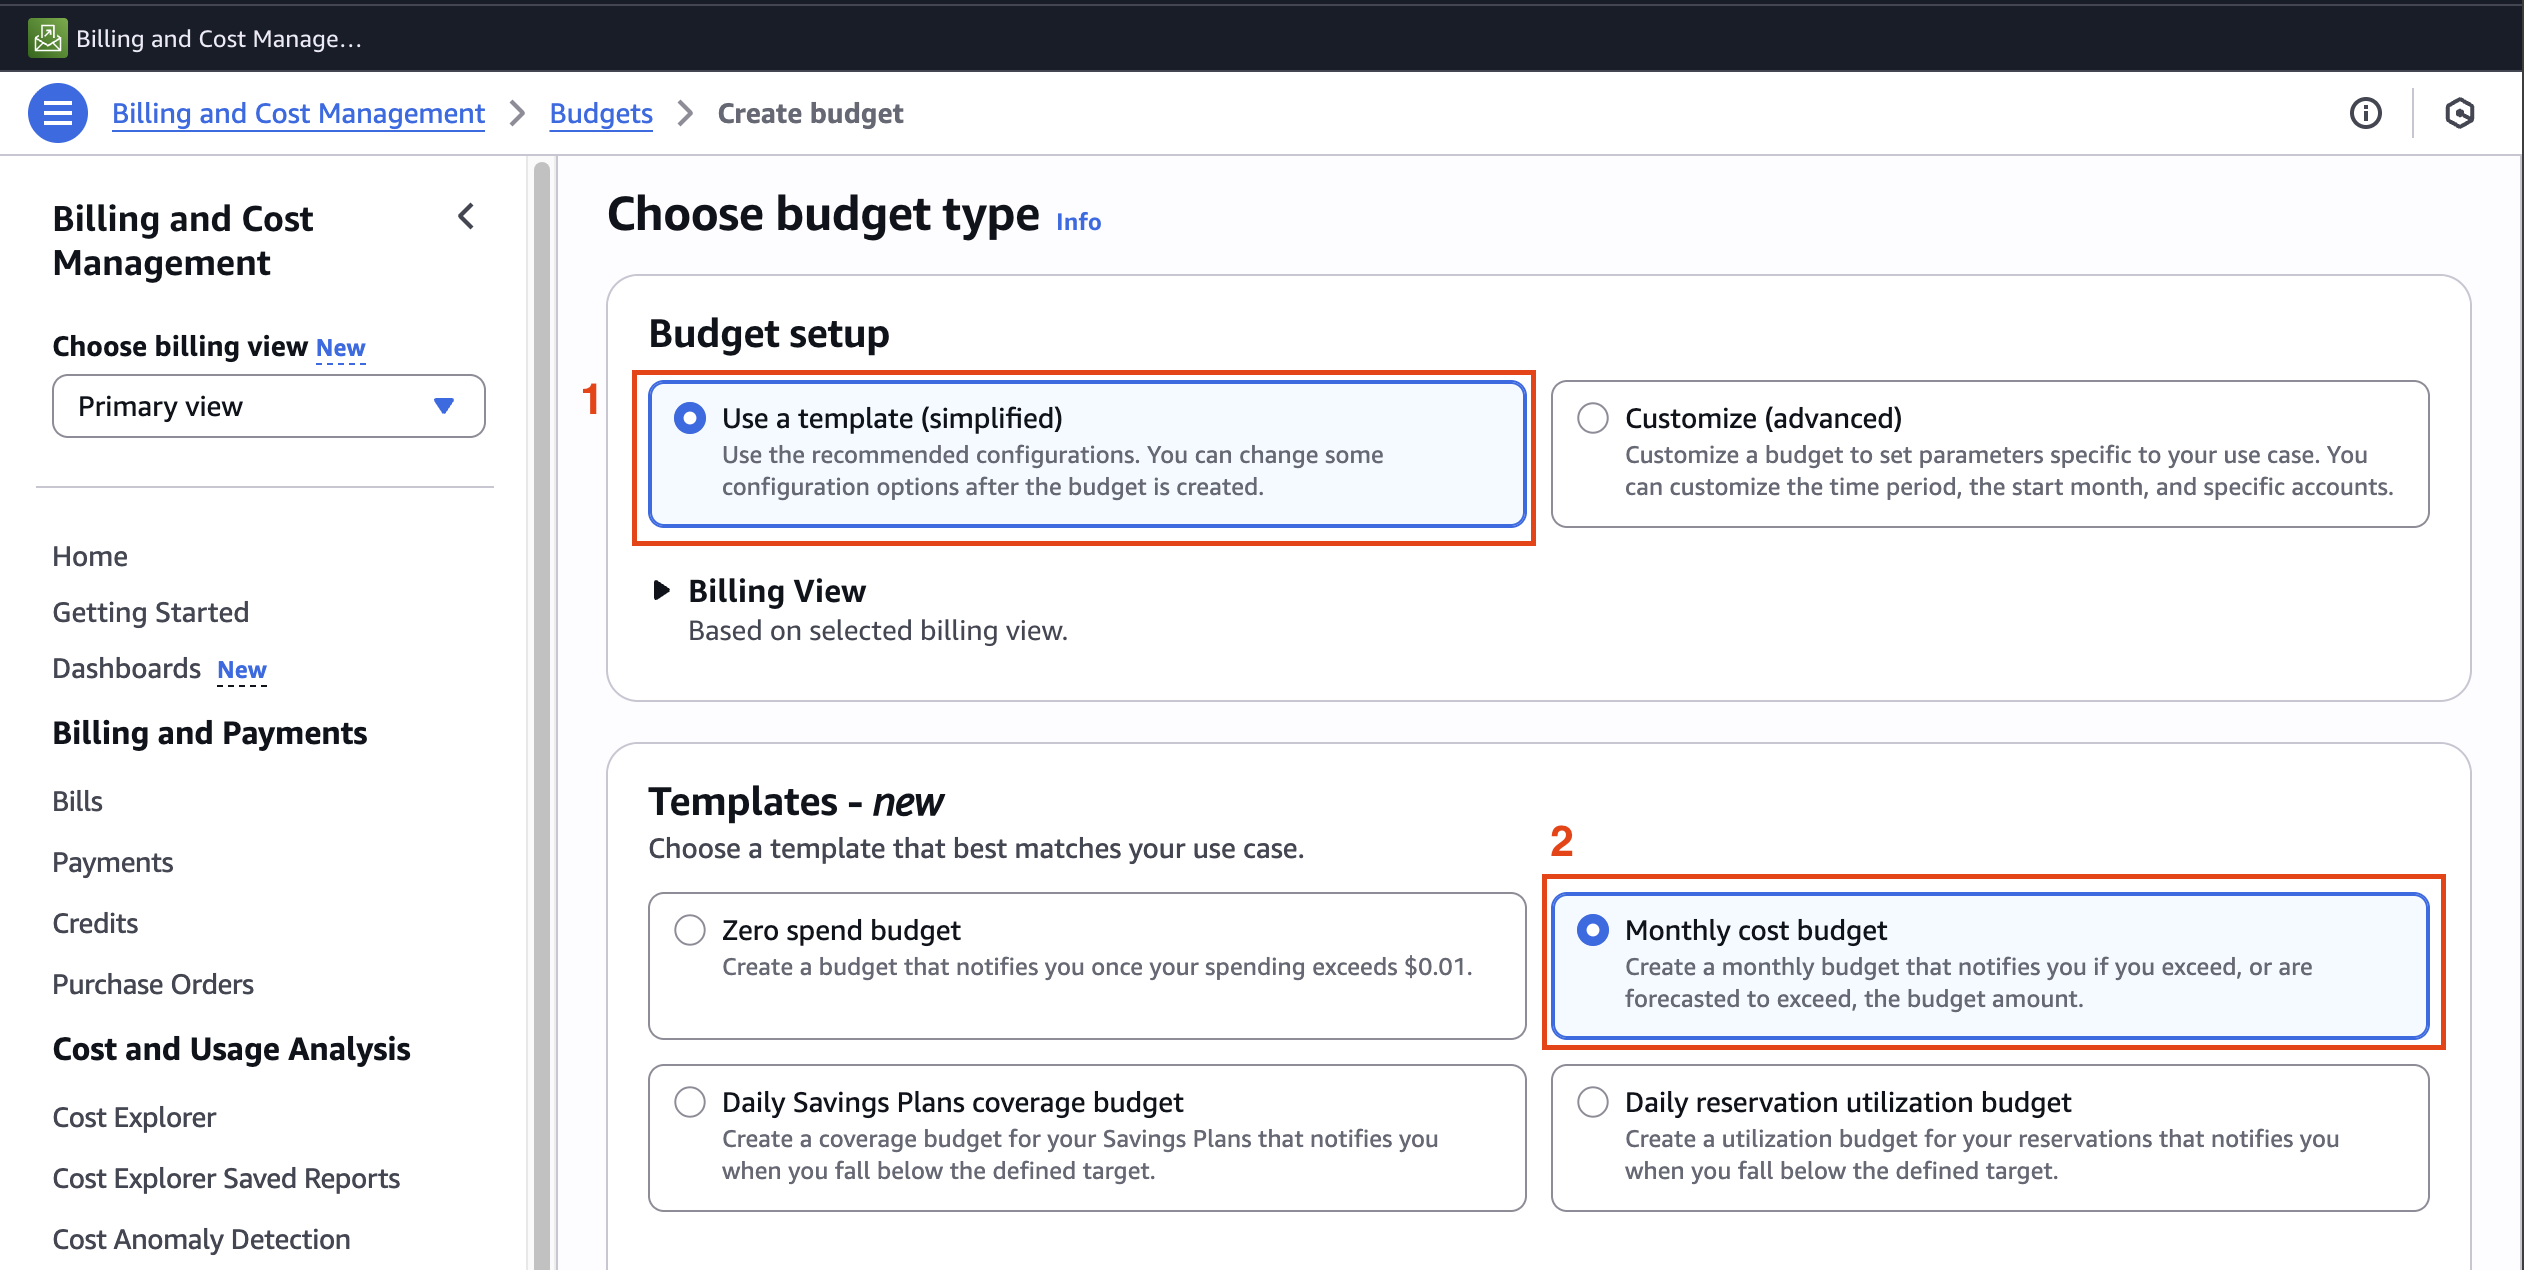 Billing and Cost Manage...
Billing and Cost Management
Budgets
Create budget
Billing and Cost
Management
Choose billing view New
Primary view
Home
Getting Started
Dashboards New
Billing and Payments
Bills
Payments
Credits
Purchase Orders
Cost and Usage Analysis
Cost Explorer
Cost Explorer Saved Reports
Cost Anomaly Detection
Choose budget type Info
Budget setup
1
Use a template (simplified)
Use the recommended configurations. You can change some
configuration options after the budget is created.
Customize (advanced)
Customize a budget to set parameters specific to your use case. You
can customize the time period, the start month, and specific accounts.
Billing View
Based on selected billing view.
Templates - new
Choose a template that best matches your use case.
2
Zero spend budget
Create a budget that notifies you once your spending exceeds $0.01.
Monthly cost budget
Create a monthly budget that notifies you if you exceed, or are
forecasted to exceed, the budget amount.
Daily Savings Plans coverage budget
Create a coverage budget for your Savings Plans that notifies you
when you fall below the defined target.
Daily reservation utilization budget
Create a utilization budget for your reservations that notifies you
when you fall below the defined target.